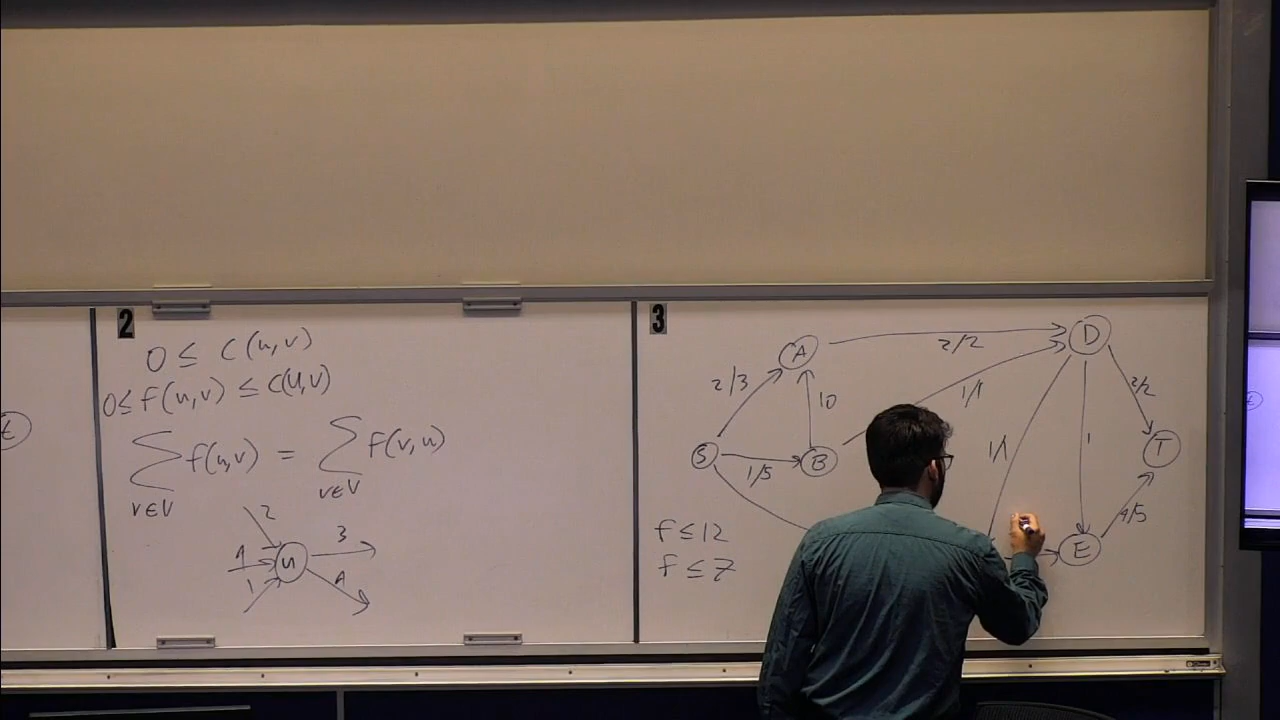 2
0 ≤ c(u,v)
0 ≤ f(u,v) ≤ c(u,v)
∑ f(u,v) = ∑ f(v,u)
v∈V v∈V
2
3
1
u
1
t
3
A
2/2
D
2/3
10
1/1
2/2
S
1/5
B
1/1
1
T
f ≤ 12
f ≤ 7
E
4/5